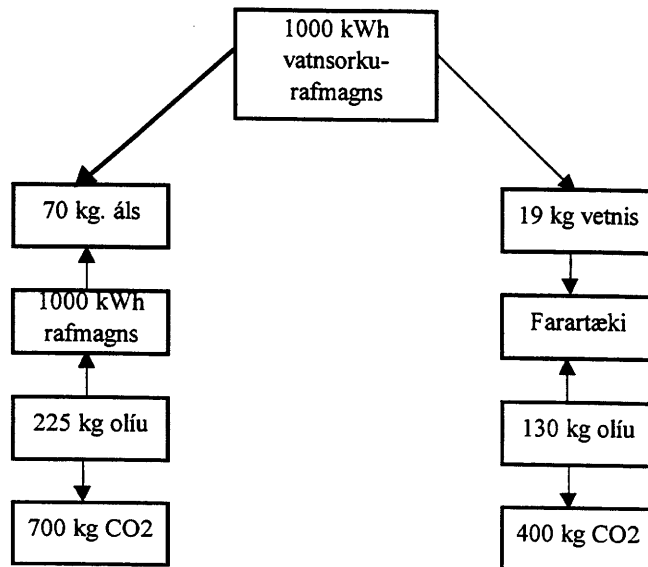 1000 kWh
vatnsorku-
rafmagns
70 kg. áls
1000 kWh
rafmagns
225 kg olíu
700 kg CO2
19 kg vetnis
Farartæki
130 kg olíu
400 kg CO2